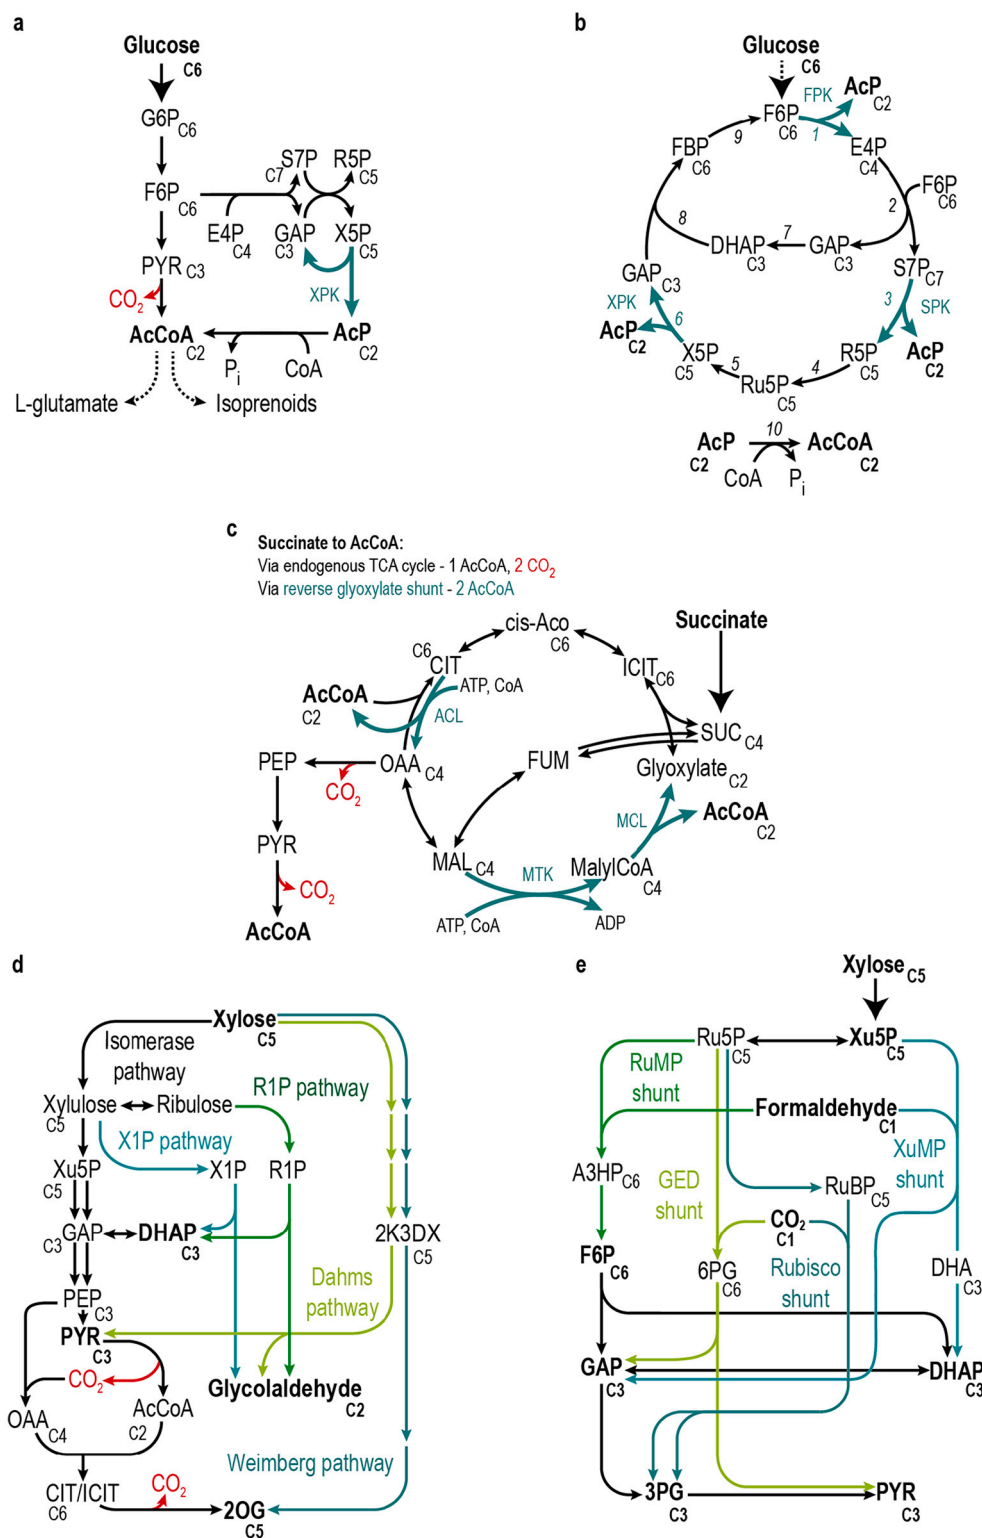 a
Glucose C6
G6P C6
F6P C6
S7P C7
R5P C5
E4P C4
GAP C3
X5P C5
PYR C3
CO2
XPK
AcCoA C2
AcP C2
Pi
CoA
L-glutamate
Isoprenoids
b
Glucose C6
FPK
AcP C2
F6P C6
1
9
E4P C4
FBP C6
F6P C6
2
8
7
DHAP C3
GAP C3
S7P C7
GAP C3
XPK
3
SPK
AcP C2
6
X5P C5
R5P C5
AcP C2
5
4
Ru5P C5
10
AcP C2
AcCoA C2
CoA
Pi
c
Succinate to AcCoA:
Via endogenous TCA cycle - 1 AcCoA, 2 CO2
Via reverse glyoxylate shunt - 2 AcCoA
cis-Aco C6
Succinate
C6 CIT
ICIT C6
AcCoA C2
ATP, CoA
ACL
SUC C4
PEP
OAA C4
FUM
Glyoxylate C2
CO2
AcCoA C2
MCL
PYR
MAL C4
MTK
MalylCoA C4
CO2
ATP, CoA
ADP
AcCoA
d
Xylose C5
Isomerase
pathway
R1P pathway
Xylulose C5
Ribulose
X1P pathway
Xu5P C5
X1P
R1P
C3 GAP
DHAP C3
2K3DX C5
Dahms
pathway
PEP C3
PYR C3
CO2
Glycolaldehyde C2
OAA C4
AcCoA C2
Weimberg pathway
CIT/ICIT C6
CO2
2OG C5
e
Xylose C5
Ru5P C5
Xu5P C5
RuMP
shunt
Formaldehyde C1
XuMP
shunt
A3HP C6
GED
shunt
RuBP C5
CO2 C1
F6P C6
6PG C6
Rubisco
shunt
DHA C3
GAP C3
DHAP C3
3PG C3
PYR C3